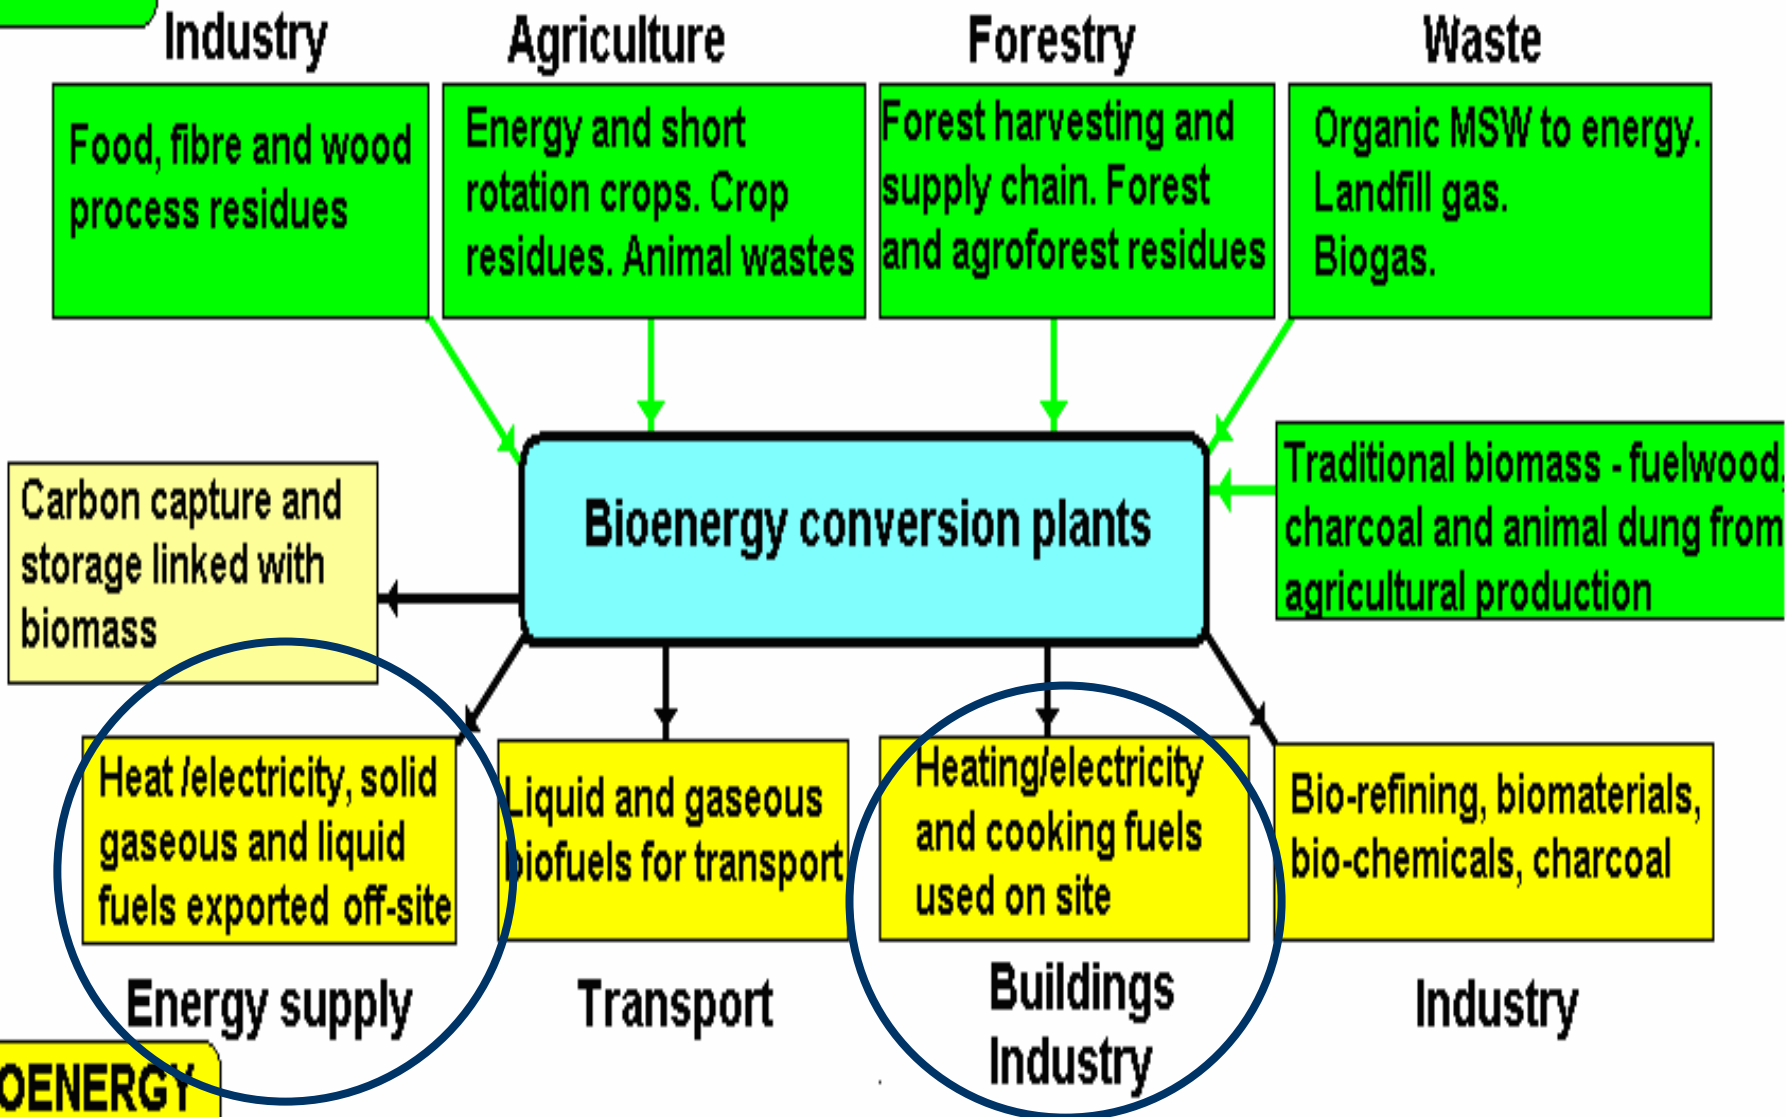 Industry
Agriculture
Forestry
Waste
Food, fibre and wood
process residues
Energy and short
rotation crops. Crop
residues. Animal wastes
Forest harvesting and
supply chain. Forest
and agroforest residues
Organic MSW to energy.
Landfill gas.
Biogas.
Traditional biomass - fuelwood,
charcoal and animal dung from
agricultural production
Bioenergy conversion plants
Carbon capture and
storage linked with
biomass
Heat /electricity, solid
gaseous and liquid
fuels exported off-site
Liquid and gaseous
biofuels for transport
Heating/electricity
and cooking fuels
used on site
Bio-refining, biomaterials,
bio-chemicals, charcoal
Energy supply
Transport
Buildings
Industry
Industry
OENERGY